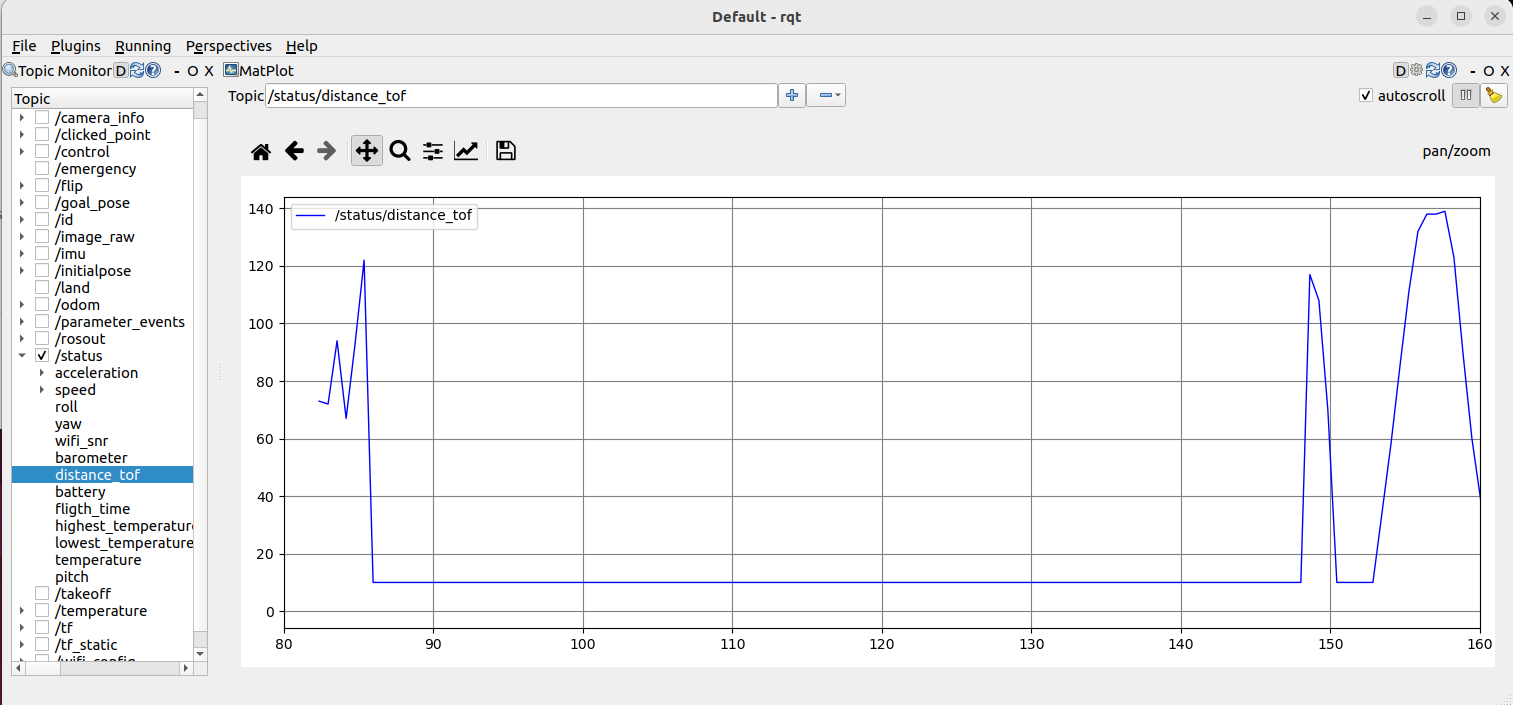 Default - rqt
File Plugins Running Perspectives Help
Topic Monitor D - O X
MatPlot D - O X
Topic /status/distance_tof autoscroll
pan/zoom
Topic
/camera_info
/clicked_point
/control
/emergency
/flip
/goal_pose
/id
/image_raw
/imu
/initialpose
/land
/odom
/parameter_events
/rosout
/status
acceleration
speed
roll
yaw
wifi_snr
barometer
distance_tof
battery
fligth_time
highest_temperature
lowest_temperature
temperature
pitch
/takeoff
/temperature
/tf
/tf_static
/wifi_config
/status/distance_tof
140
120
100
80
60
40
20
0
80 90 100 110 120 130 140 150 160